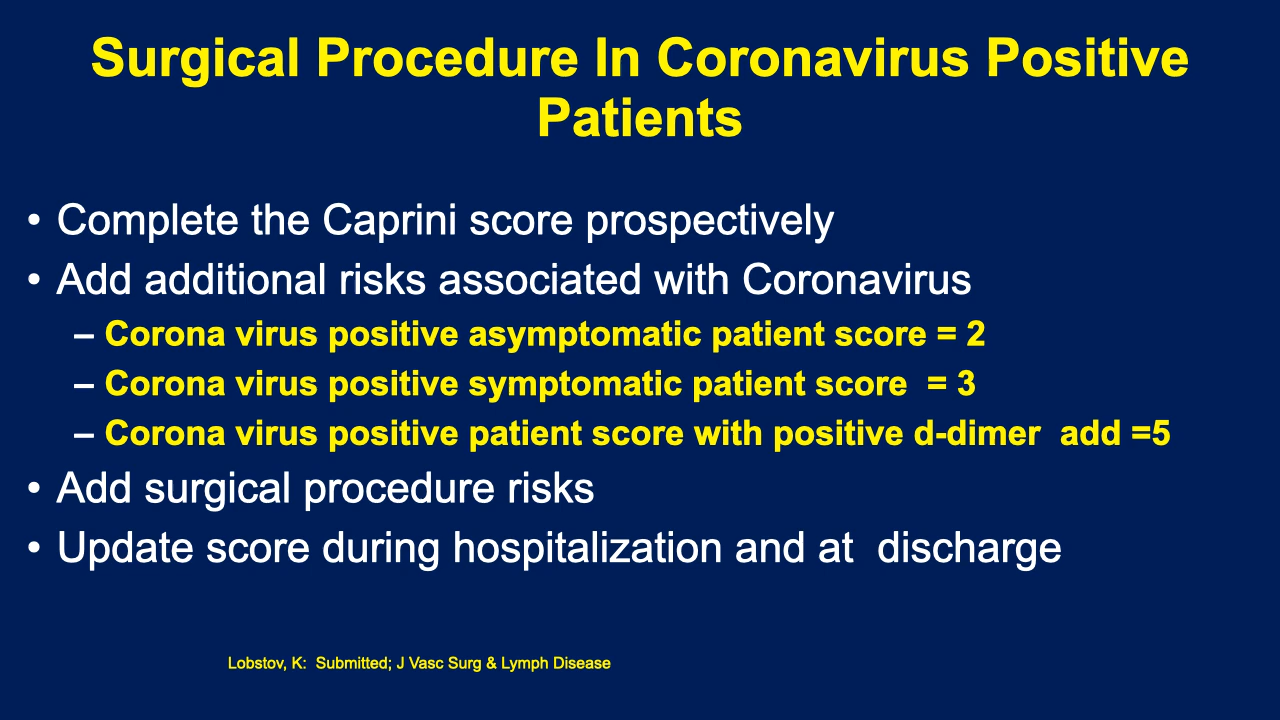 Surgical Procedure In Coronavirus Positive
Patients
• Complete the Caprini score prospectively
• Add additional risks associated with Coronavirus
– Corona virus positive asymptomatic patient score = 2
– Corona virus positive symptomatic patient score  = 3
– Corona virus positive patient score with positive d-dimer  add =5
• Add surgical procedure risks
• Update score during hospitalization and at  discharge
Lobstov, K:  Submitted; J Vasc Surg & Lymph Disease